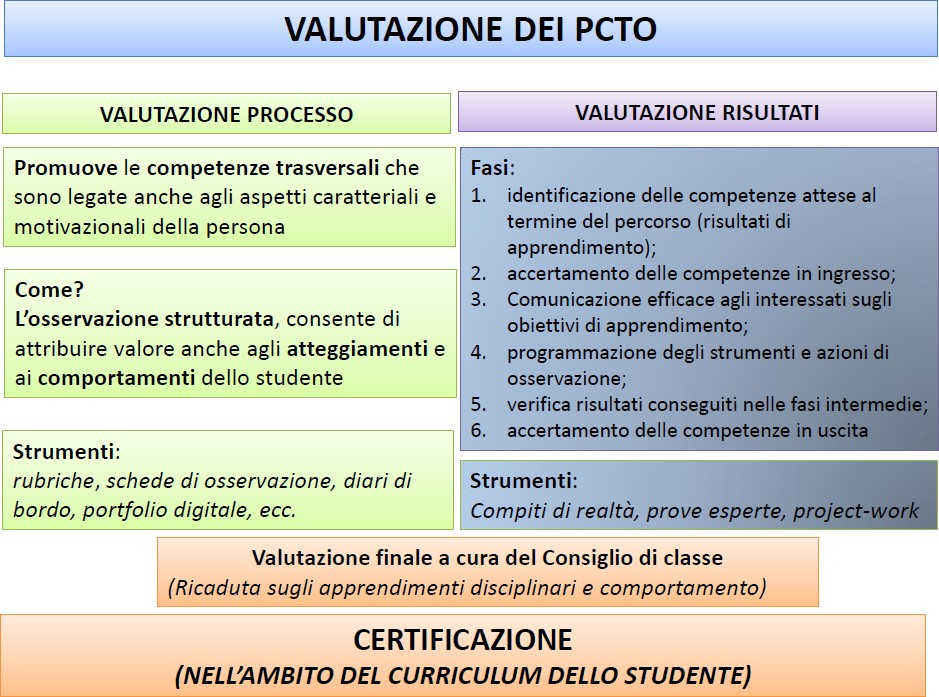 VALUTAZIONE DEI PCTO
VALUTAZIONE PROCESSO
Promuove le competenze trasversali che
sono legate anche agli aspetti caratteriali e
motivazionali della persona
Come?
L’osservazione strutturata, consente di
attribuire valore anche agli atteggiamenti e
ai comportamenti dello studente
Strumenti:
rubriche, schede di osservazione, diari di
bordo, portfolio digitale, ecc.
VALUTAZIONE RISULTATI
Fasi:
1. identificazione delle competenze attese al
termine del percorso (risultati di
apprendimento);
2. accertamento delle competenze in ingresso;
3. Comunicazione efficace agli interessati sugli
obiettivi di apprendimento;
4. programmazione degli strumenti e azioni di
osservazione;
5. verifica risultati conseguiti nelle fasi intermedie;
6. accertamento delle competenze in uscita
Strumenti:
Compiti di realtà, prove esperte, project-work
Valutazione finale a cura del Consiglio di classe
(Ricaduta sugli apprendimenti disciplinari e comportamento)
CERTIFICAZIONE
(NELL’AMBITO DEL CURRICULUM DELLO STUDENTE)